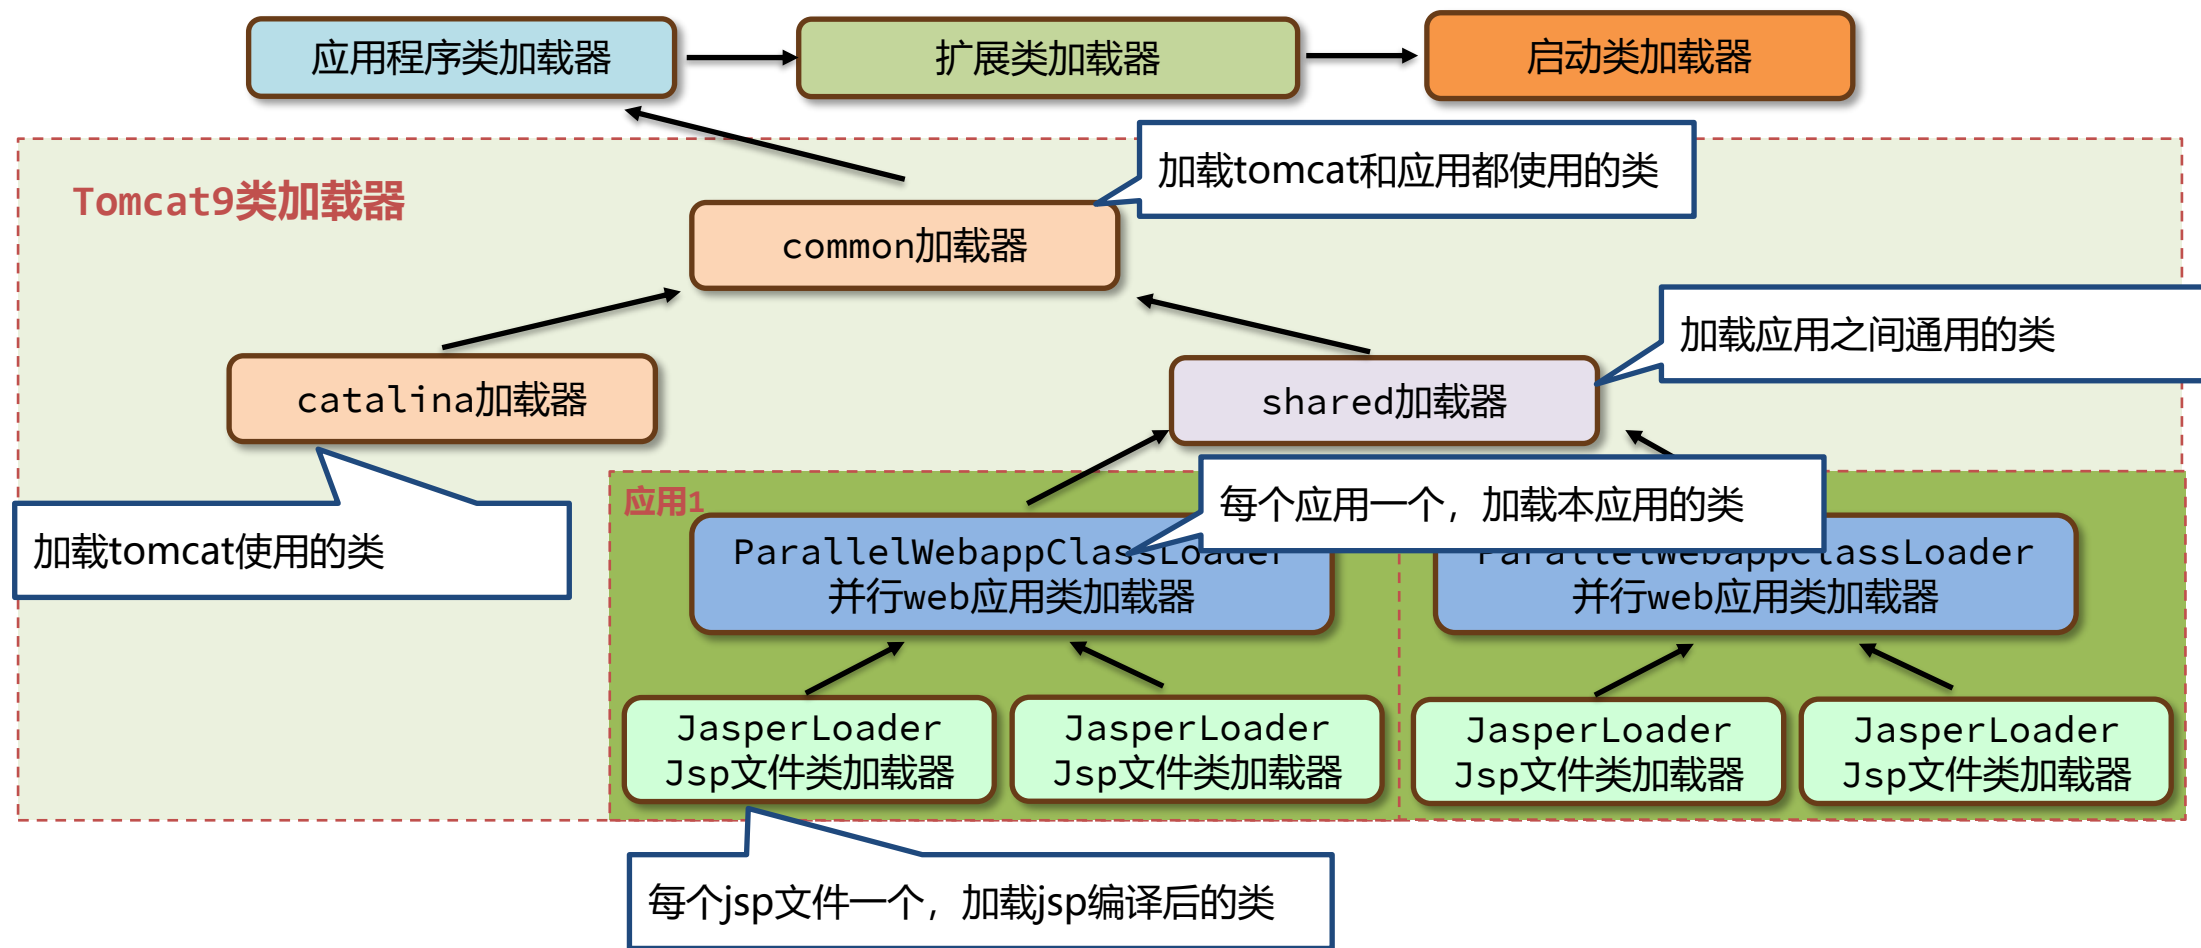 应用程序类加载器
扩展类加载器
启动类加载器
加载tomcat和应用都使用的类
Tomcat9类加载器
common加载器
加载应用之间通用的类
catalina加载器
shared加载器
应用1
每个应用一个，加载本应用的类
加载tomcat使用的类
ParallelWebappClassLoader
并行web应用类加载器
ParallelWebappClassLoader
并行web应用类加载器
JasperLoader
Jsp文件类加载器
JasperLoader
Jsp文件类加载器
JasperLoader
Jsp文件类加载器
JasperLoader
Jsp文件类加载器
每个jsp文件一个，加载jsp编译后的类